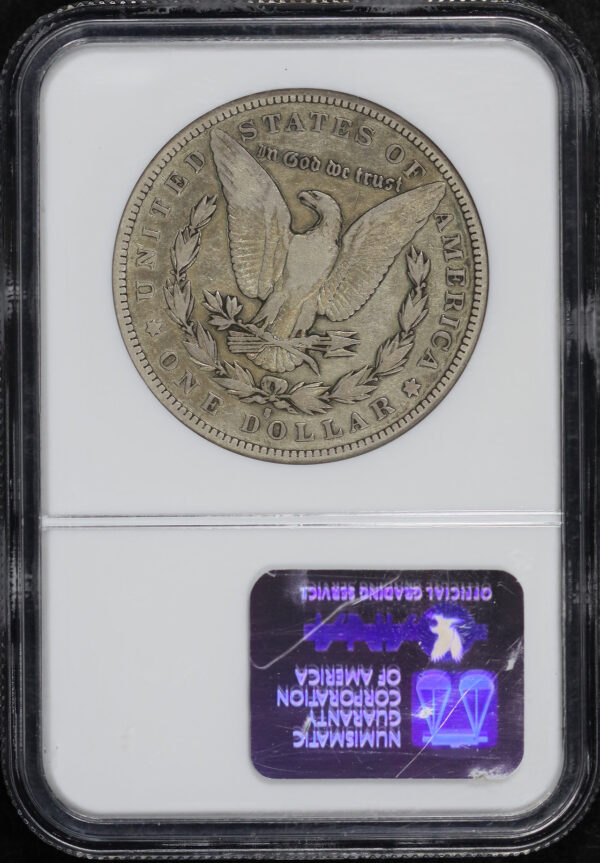 UNITED STATES OF AMERICA
In God we trust
ONE DOLLAR
S
NUMISMATIC
GUARANTY
CORPORATION
OF AMERICA
OFFICIAL GRADING SERVICE